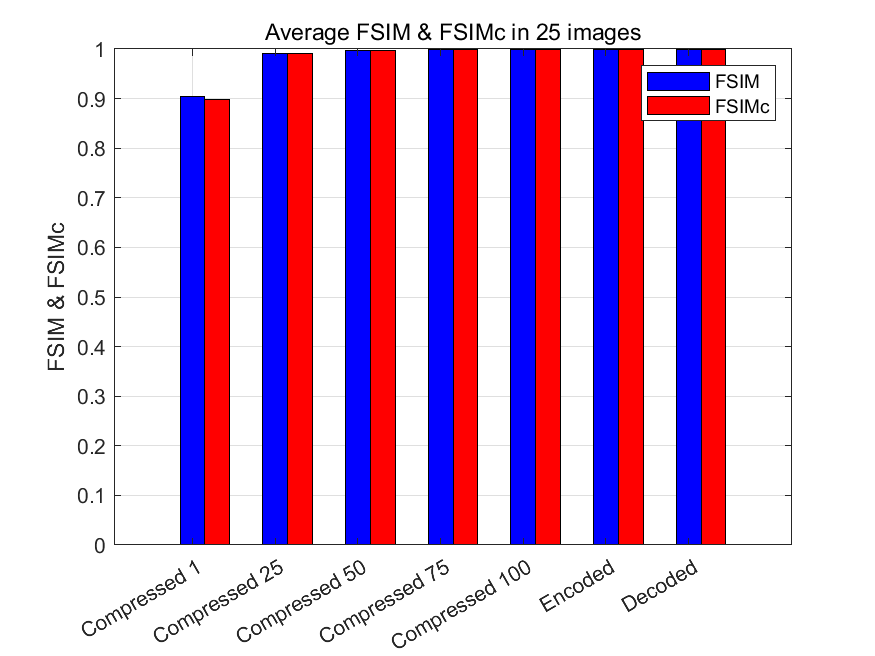 Average FSIM & FSIMc in 25 images
FSIM & FSIMc
1
0.9
0.8
0.7
0.6
0.5
0.4
0.3
0.2
0.1
0
FSIM
FSIMc
Compressed 1
Compressed 25
Compressed 50
Compressed 75
Compressed 100
Encoded
Decoded